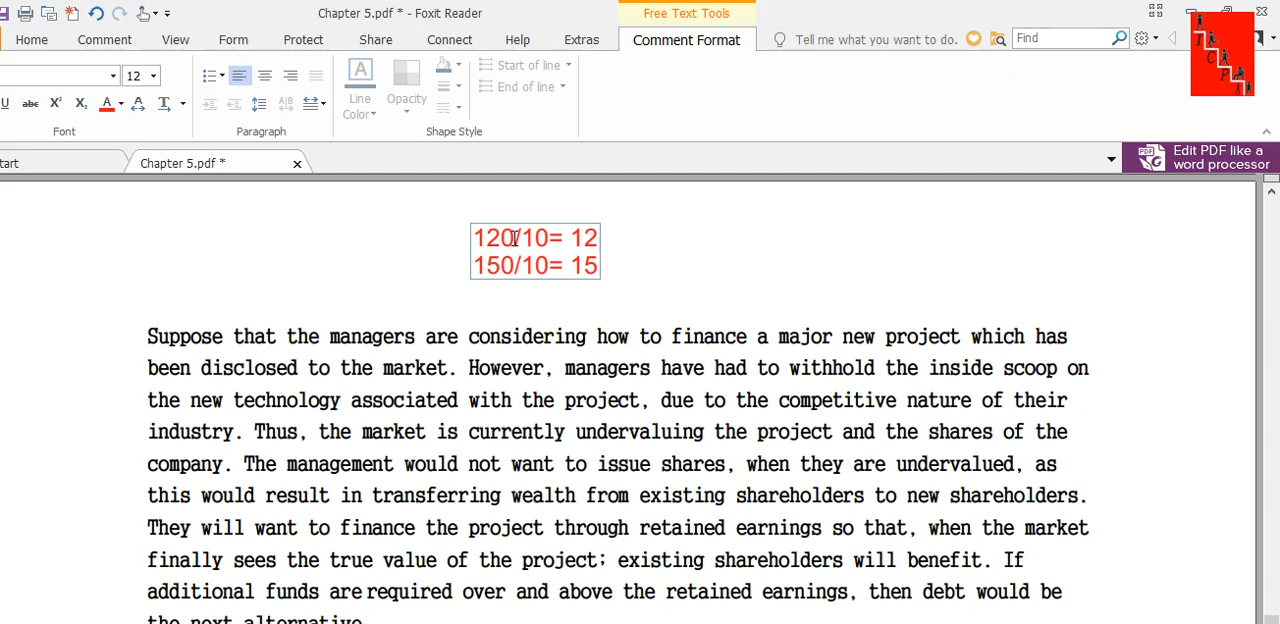 Chapter 5.pdf * - Foxit Reader
Free Text Tools
Home Comment View Form Protect Share Connect Help Extras Comment Format Tell me what you want to do. Find
12 Start of line
U abc X² X₂ A A T A|B Line Color Opacity End of line
Font Paragraph Shape Style
I C P A
tart Chapter 5.pdf * Edit PDF like a
word processor
120/10= 12
150/10= 15
Suppose that the managers are considering how to finance a major new project which has
been disclosed to the market. However, managers have had to withhold the inside scoop on
the new technology associated with the project, due to the competitive nature of their
industry. Thus, the market is currently undervaluing the project and the shares of the
company. The management would not want to issue shares, when they are undervalued, as
this would result in transferring wealth from existing shareholders to new shareholders.
They will want to finance the project through retained earnings so that, when the market
finally sees the true value of the project; existing shareholders will benefit. If
additional funds are required over and above the retained earnings, then debt would be
the next alternative.